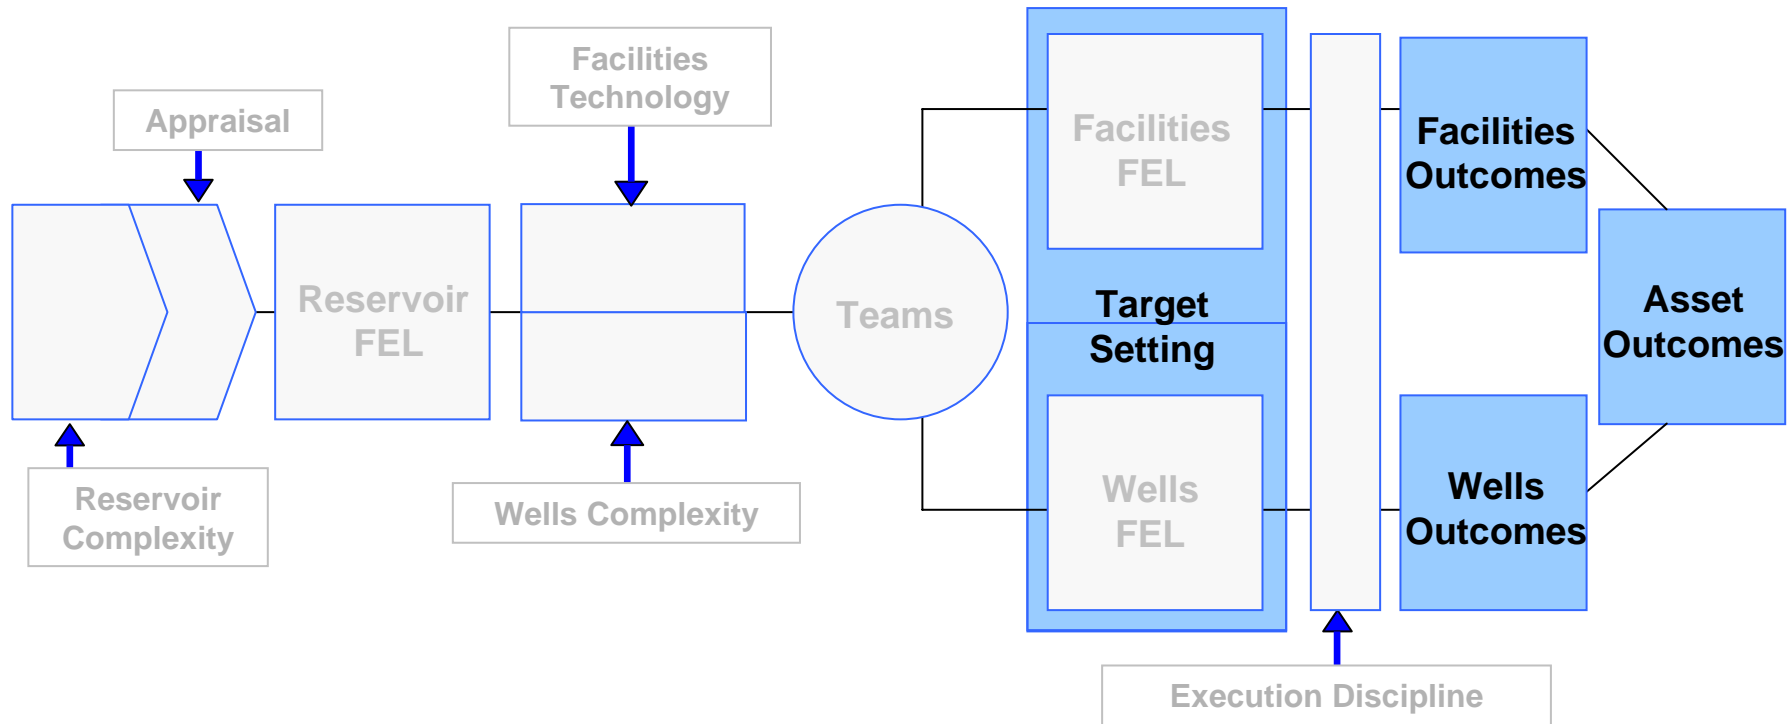 Facilities
Technology
Appraisal
Reservoir
Complexity
Reservoir
FEL
Wells Complexity
Teams
Facilities
FEL
Target
Setting
Wells
FEL
Execution Discipline
Facilities
Outcomes
Wells
Outcomes
Asset
Outcomes